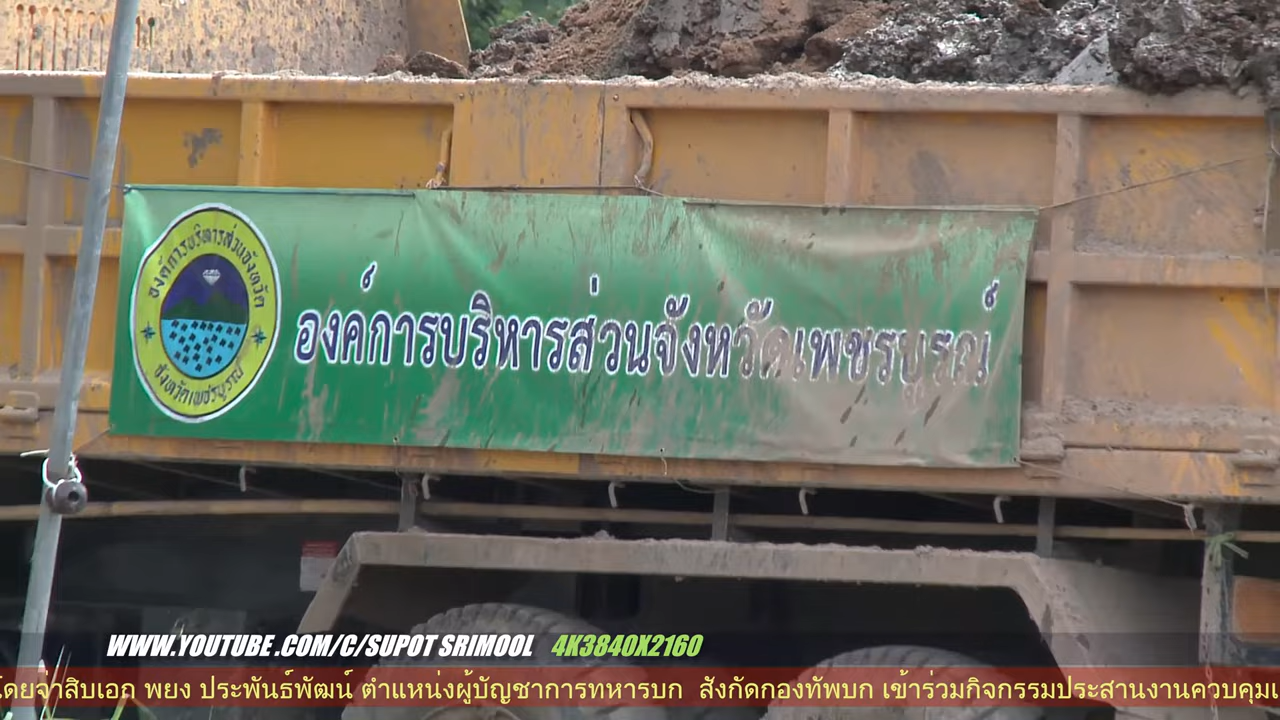 องค์การบริหารส่วนจังหวัด
จังหวัดเพชรบูรณ์
องค์การบริหารส่วนจังหวัดเพชรบูรณ์
WWW.YOUTUBE.COM/C/SUPOT SRIMOOL 4K3840X2160
โดยจ่าสิบเอก พยง ประพันธ์พัฒน์ ตำแหน่งผู้บัญชาการทหารบก สังกัดกองทัพบก เข้าร่วมกิจกรรมประสานงานควบคุม